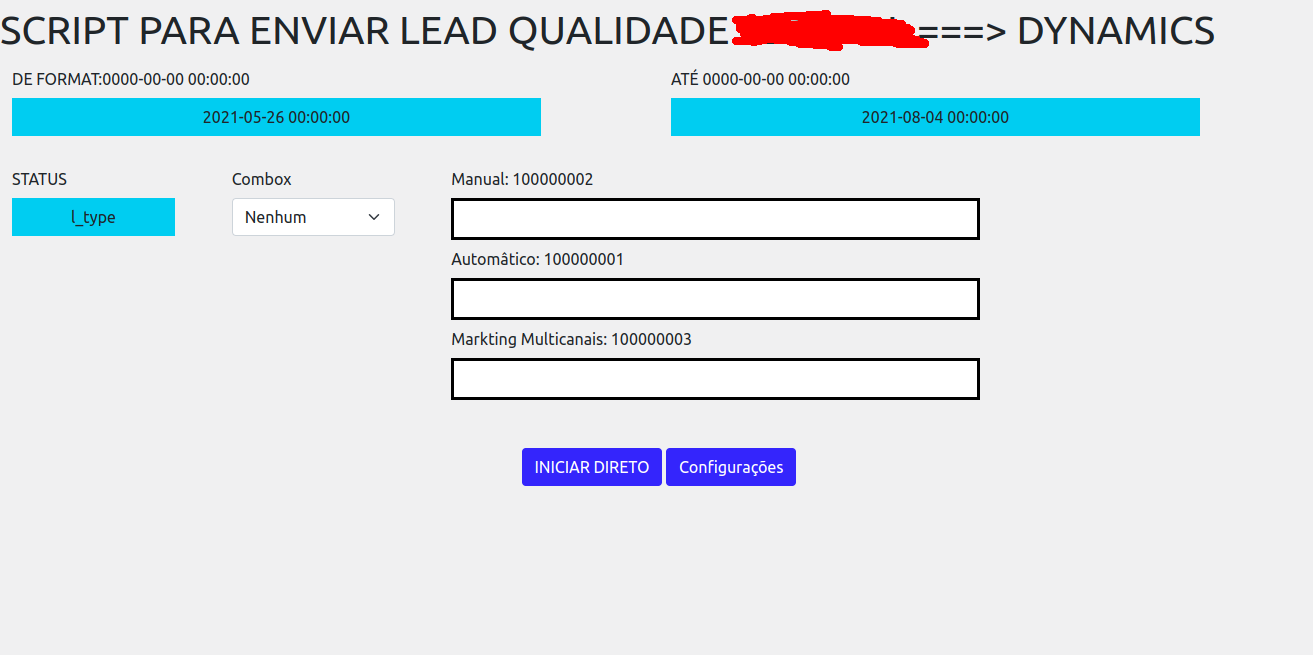 SCRIPT PARA ENVIAR LEAD QUALIDADE ===> DYNAMICS
DE FORMAT:0000-00-00 00:00:00
ATÉ 0000-00-00 00:00:00
2021-05-26 00:00:00
2021-08-04 00:00:00
STATUS
Combox
Manual: 100000002
l_type
Nenhum
Automâtico: 100000001
Markting Multicanais: 100000003
INICIAR DIRETO
Configurações